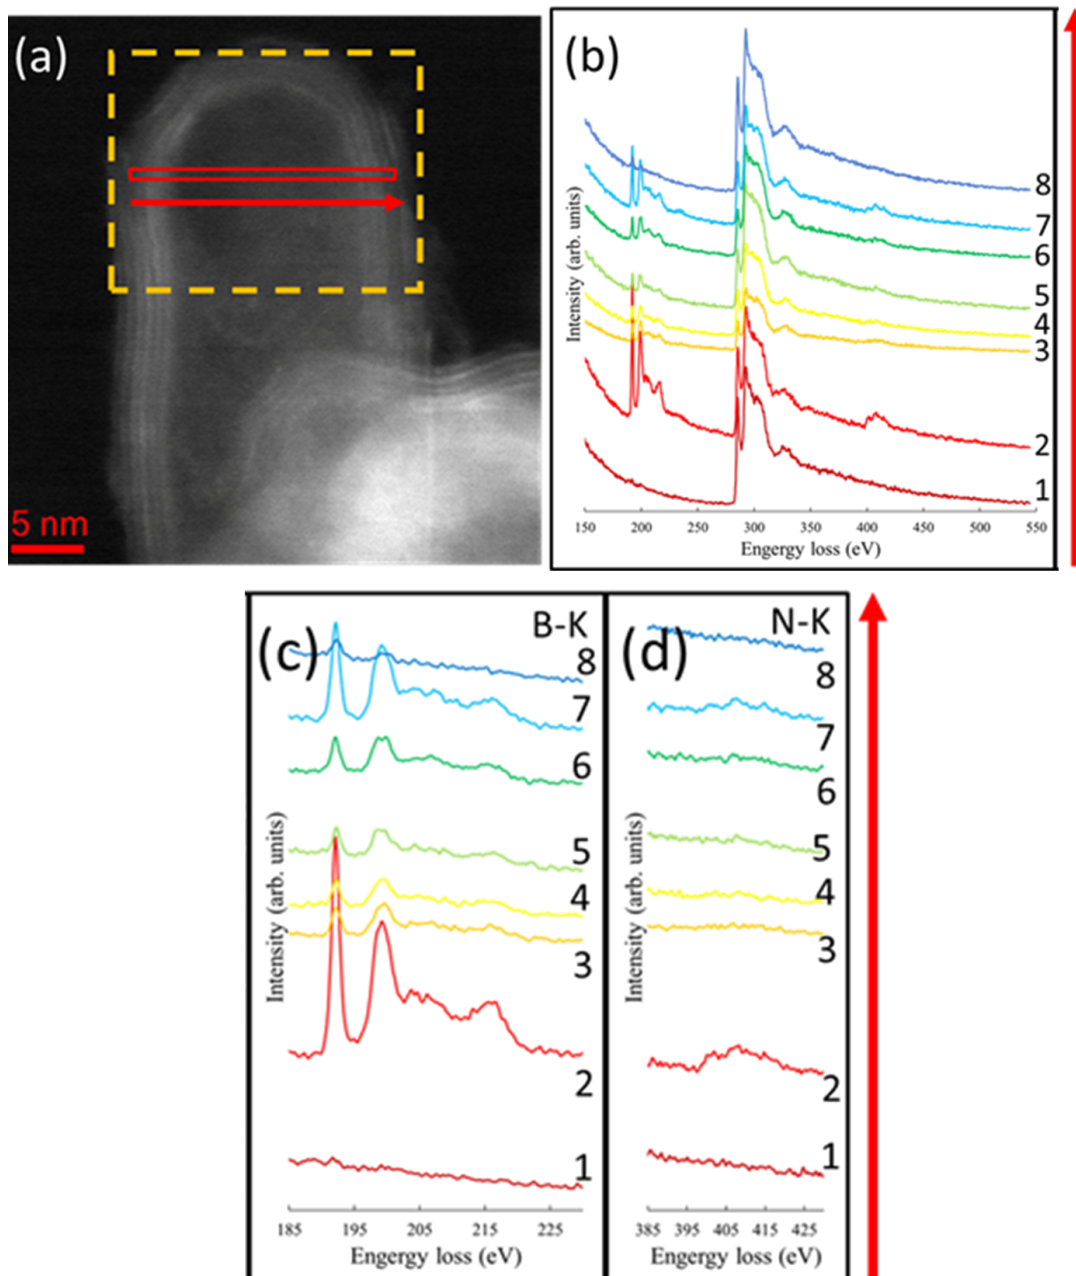 (a)
5 nm
(b)
Intensity (arb. units)
8
7
6
5
4
3
2
1
150 200 250 300 350 400 450 500 545
Engergy loss (eV)
(c)
B-K
Intensity (arb. units)
8
7
6
5
4
3
2
1
185 195 205 215 225
Engergy loss (eV)
(d)
N-K
Intensity (arb. units)
8
7
6
5
4
3
2
1
385 395 405 415 425
Engergy loss (eV)